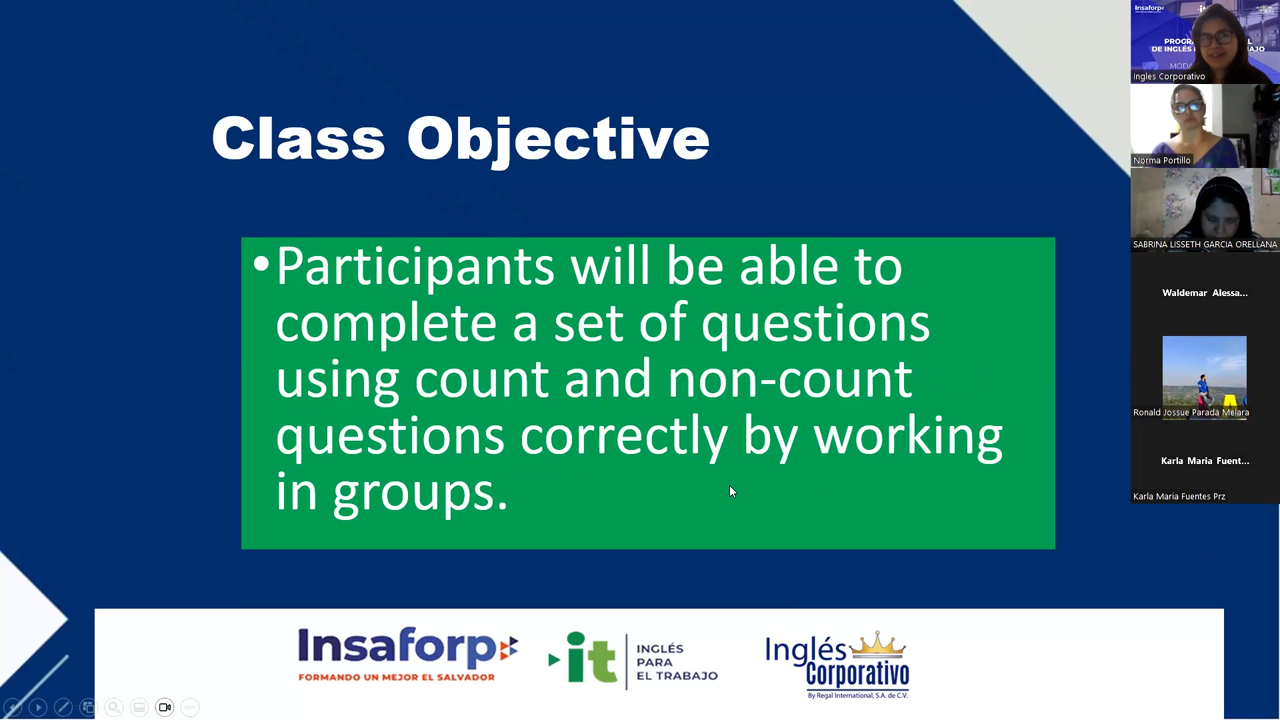 Class Objective
•Participants will be able to
complete a set of questions
using count and non-count
questions correctly by working
in groups.
Insaforp
FORMANDO UN MEJOR EL SALVADOR
it
INGLÉS
PARA
EL TRABAJO
Inglés
Corporativo
By Regal International, S.A. de C.V.
Insaforp
it
Ingles Corporativo
Norma Portillo
SABRINA LISSETH GARCIA ORELLANA
Waldemar Alessa...
Ronald Jossue Parada Melara
Karla Maria Fuent...
Karla Maria Fuentes Prz